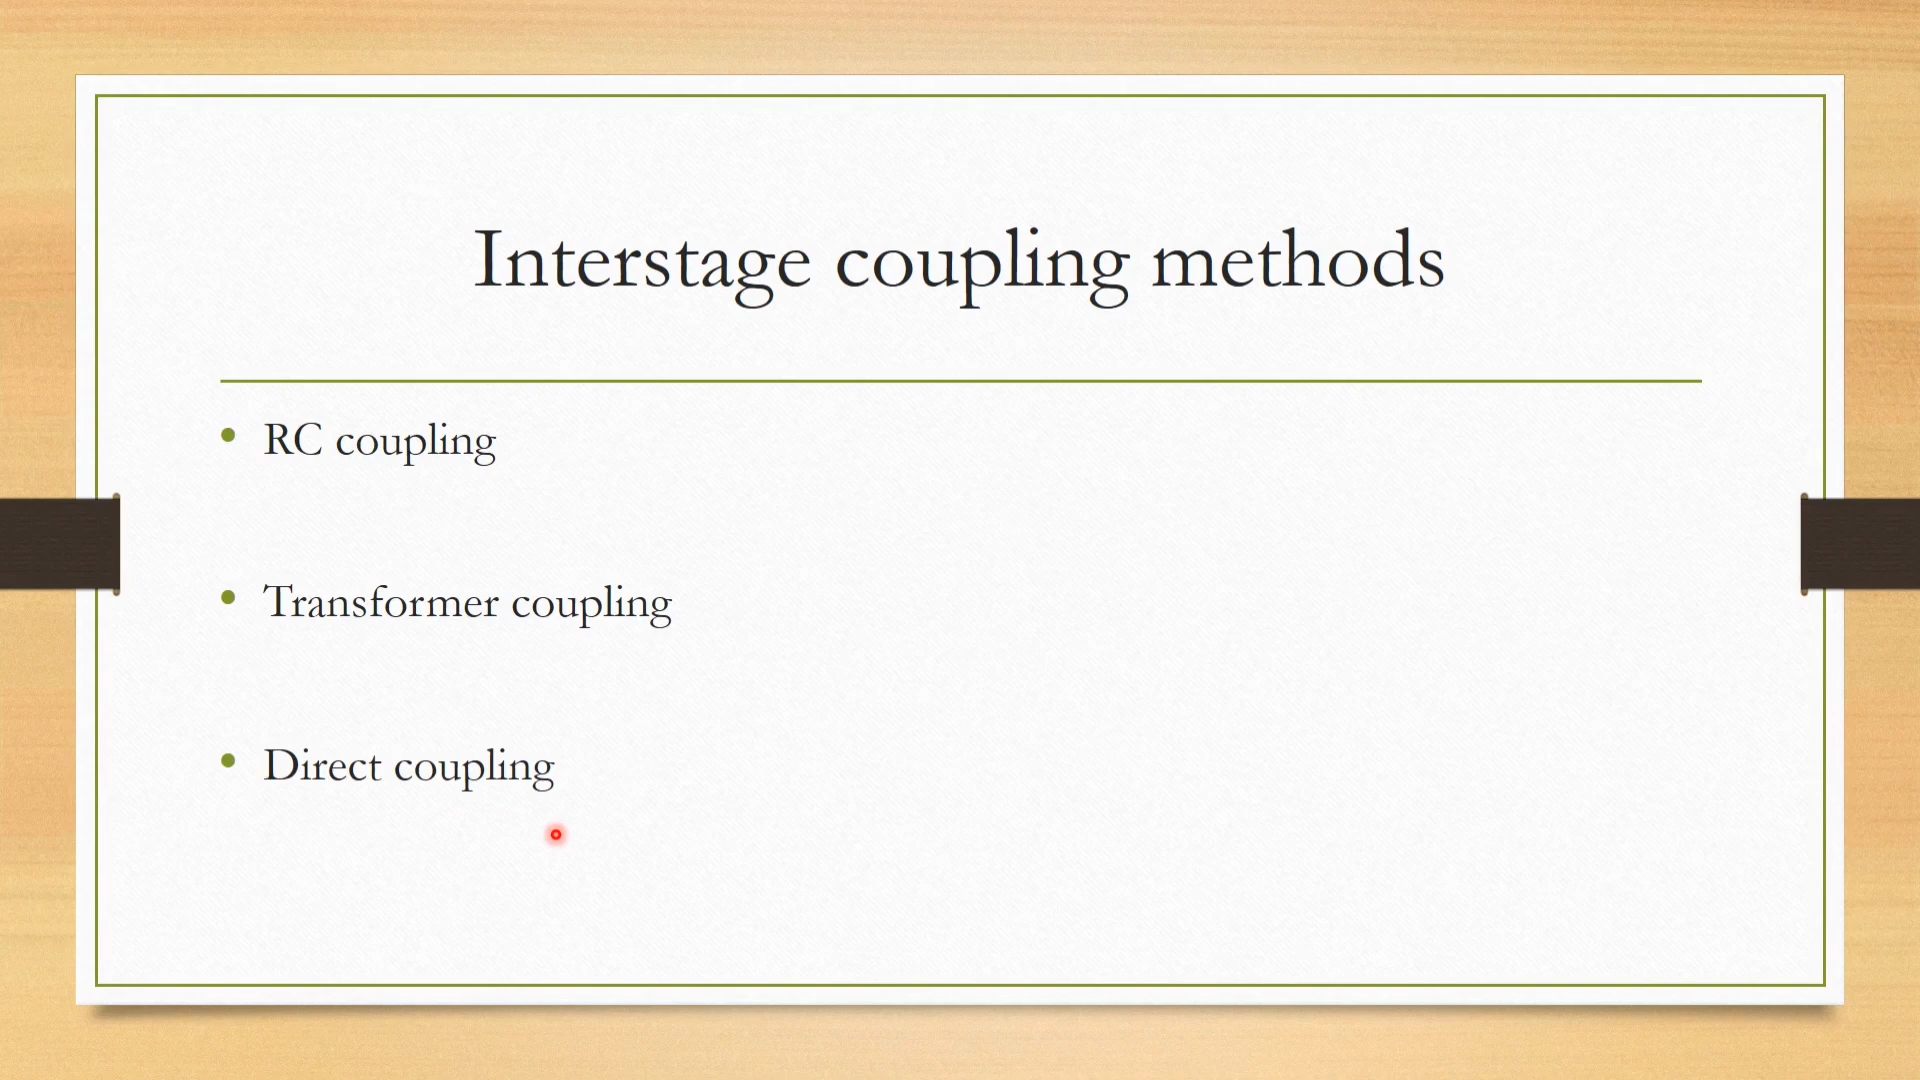 Interstage coupling methods
RC coupling
Transformer coupling
Direct coupling